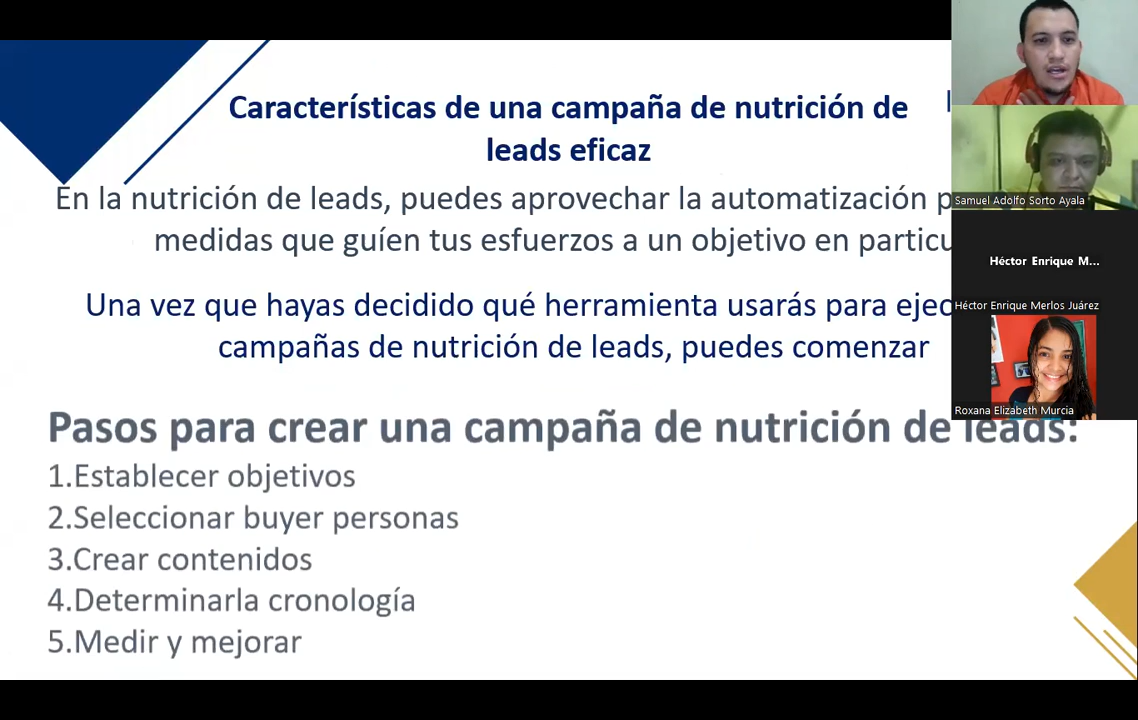 Características de una campaña de nutrición de
leads eficaz
En la nutrición de leads, puedes aprovechar la automatización
medidas que guíen tus esfuerzos a un objetivo en
Una vez que hayas decidido qué herramienta usarás para
campañas de nutrición de leads, puedes comenzar
Pasos para crear una campaña de nutrición de leads:
1.Establecer objetivos
2.Seleccionar buyer personas
3.Crear contenidos
4.Determinarla cronología
5.Medir y mejorar
Samuel Adolfo Sorto Ayala
Héctor Enrique M...
Héctor Enrique Merlos Juárez
Roxana Elizabeth Murcia